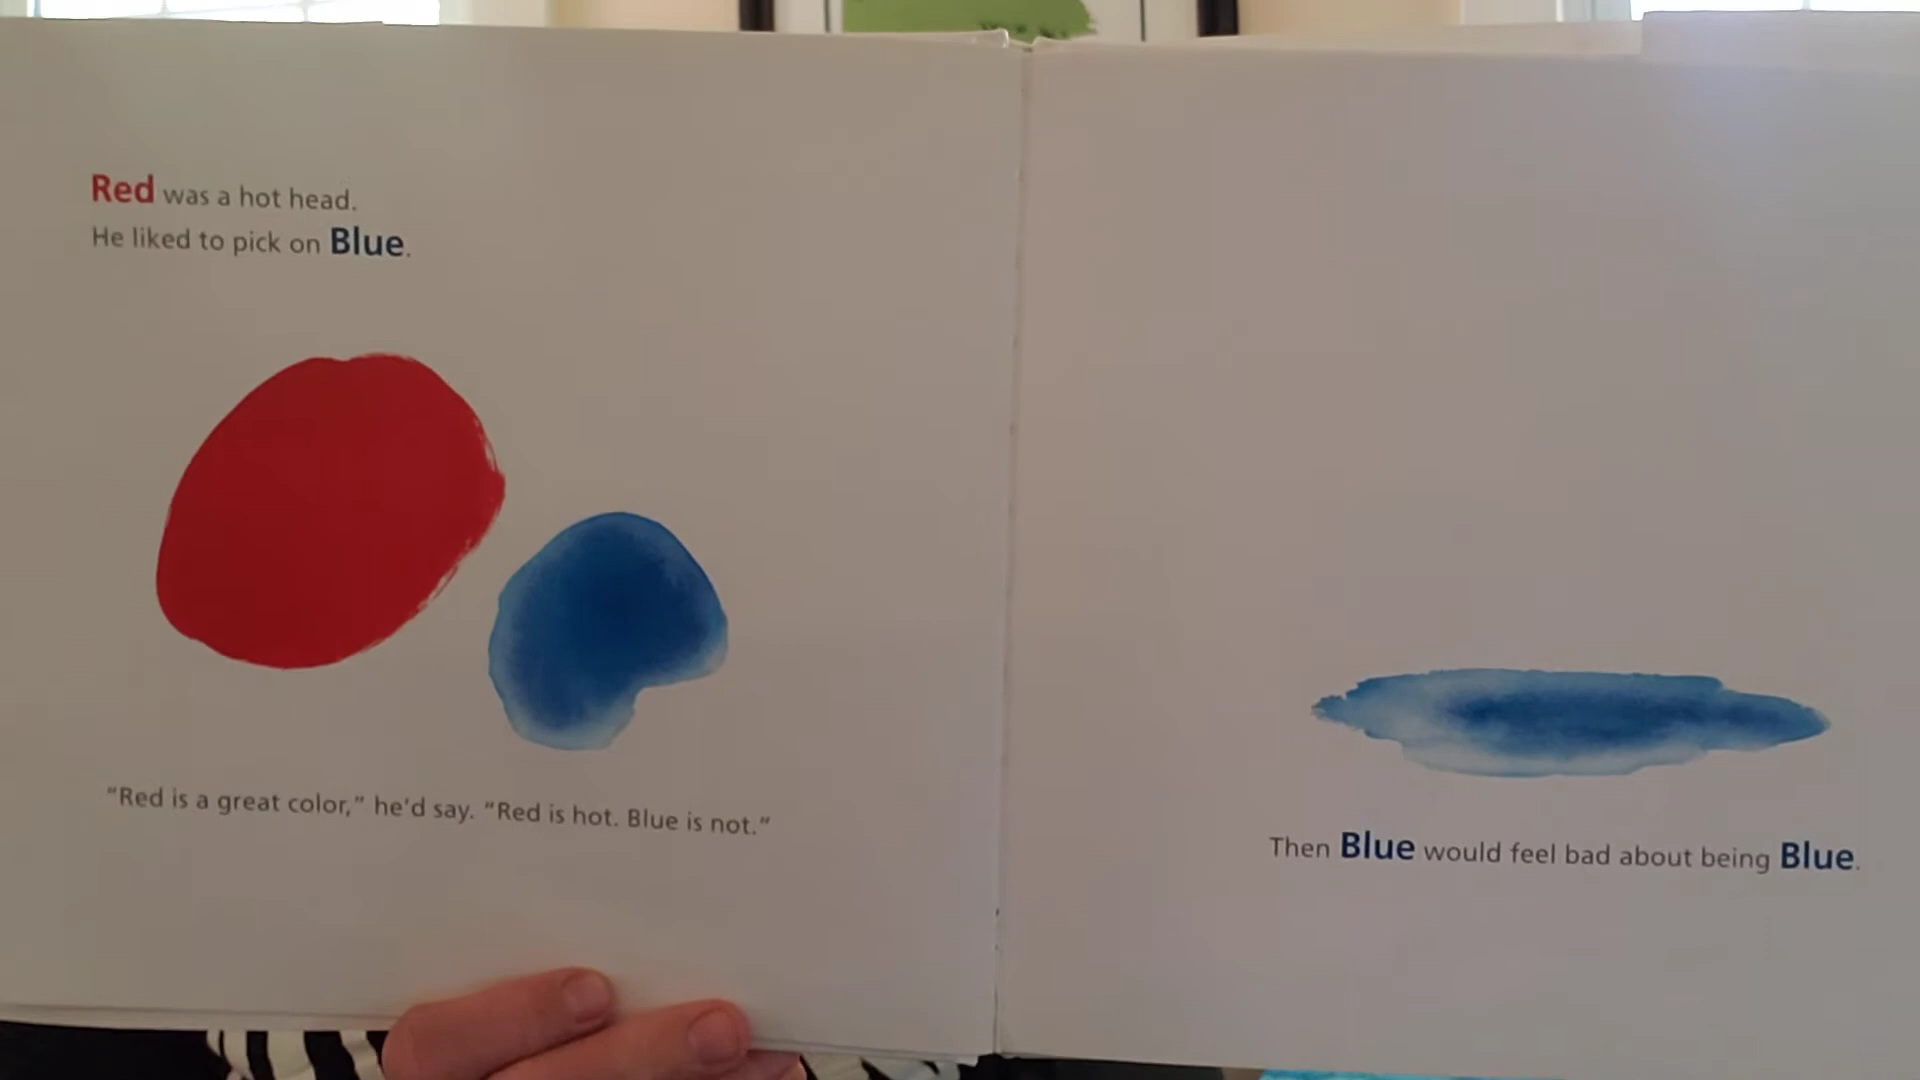 Red was a hot head.
He liked to pick on Blue.
“Red is a great color,” he’d say. “Red is hot. Blue is not.”
Then Blue would feel bad about being Blue.